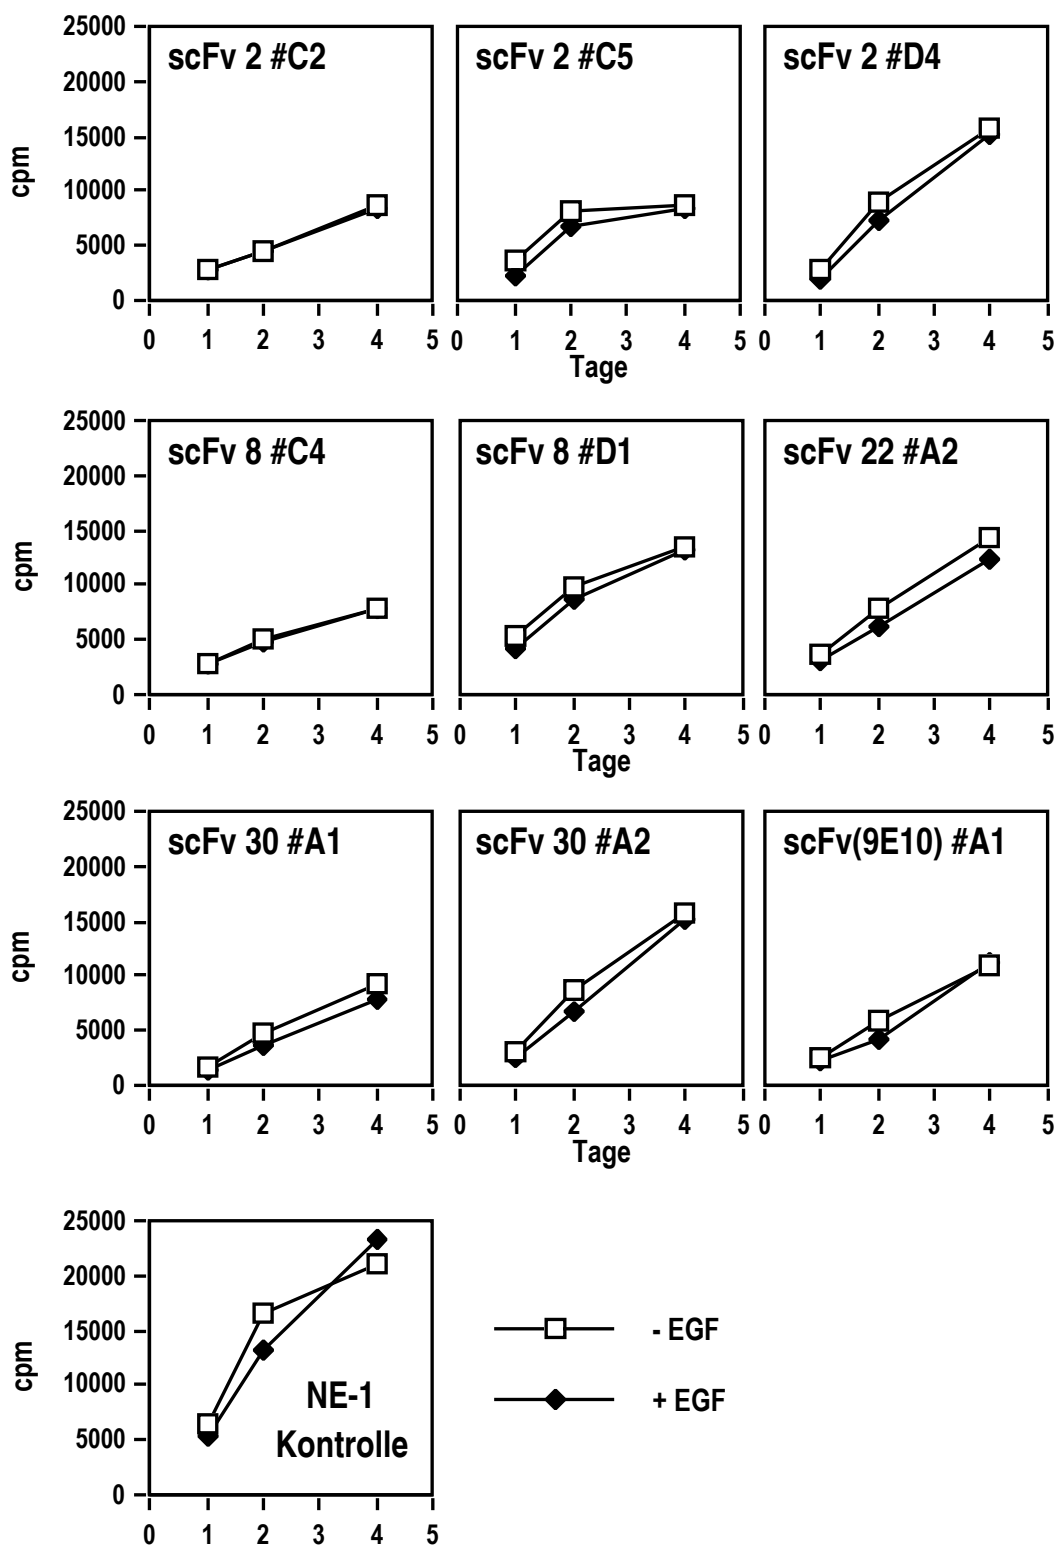 25000
20000
15000
10000
5000
0
cpm
scFv 2 #C2
scFv 2 #C5
scFv 2 #D4
0 1 2 3 4 5 0 1 2 3 4 5 0 1 2 3 4 5
Tage
25000
20000
15000
10000
5000
0
cpm
scFv 8 #C4
scFv 8 #D1
scFv 22 #A2
0 1 2 3 4 5 0 1 2 3 4 5 0 1 2 3 4 5
Tage
25000
20000
15000
10000
5000
0
cpm
scFv 30 #A1
scFv 30 #A2
scFv(9E10) #A1
0 1 2 3 4 5 0 1 2 3 4 5 0 1 2 3 4 5
Tage
25000
20000
15000
10000
5000
0
cpm
NE-1
Kontrolle
0 1 2 3 4 5
- EGF
+ EGF